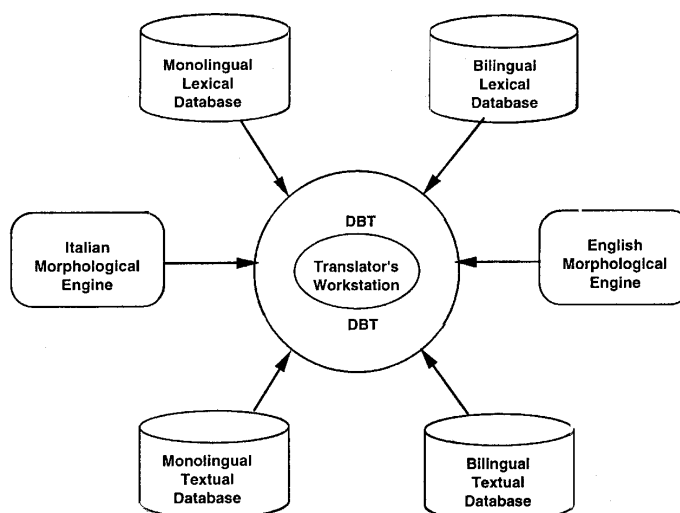 Monolingual
Lexical
Database
Bilingual
Lexical
Database
DBT
Italian
Morphological
Engine
Translator's
Workstation
English
Morphological
Engine
DBT
Monolingual
Textual
Database
Bilingual
Textual
Database